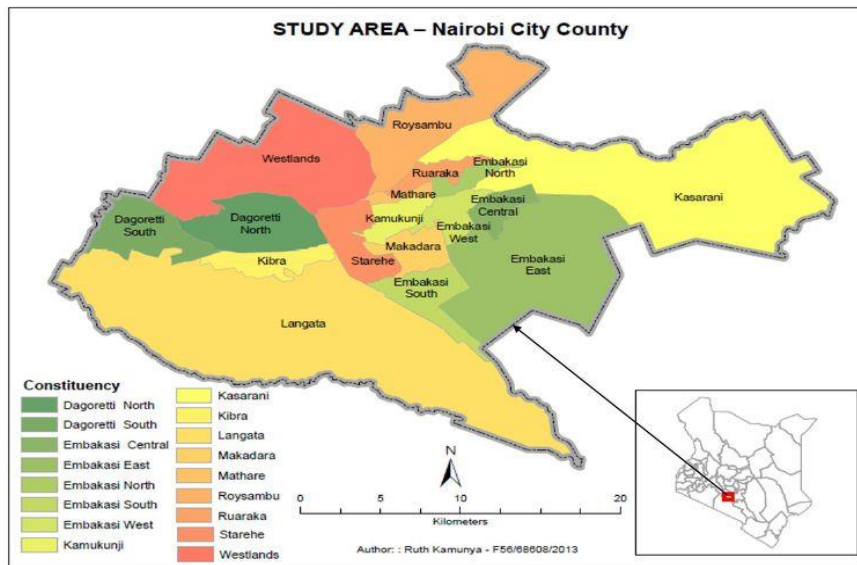 STUDY AREA – Nairobi City County
Roysambu
Westlands
Ruaraka
Embakasi
North
Kasarani
Mathare
Embakasi
Central
Dagoretti
South
Dagoretti
North
Kamukunji
Embakasi
West
Makadara
Kibra
Starehe
Embakasi
East
Embakasi
South
Langata
Constituency
Dagoretti North
Dagoretti South
Embakasi Central
Embakasi East
Embakasi North
Embakasi South
Embakasi West
Kamukunji
Kasarani
Kibra
Langata
Makadara
Mathare
Roysambu
Ruaraka
Starehe
Westlands
N
0 5 10 20
Kilometers
Author: : Ruth Kamunya - F56/68608/2013